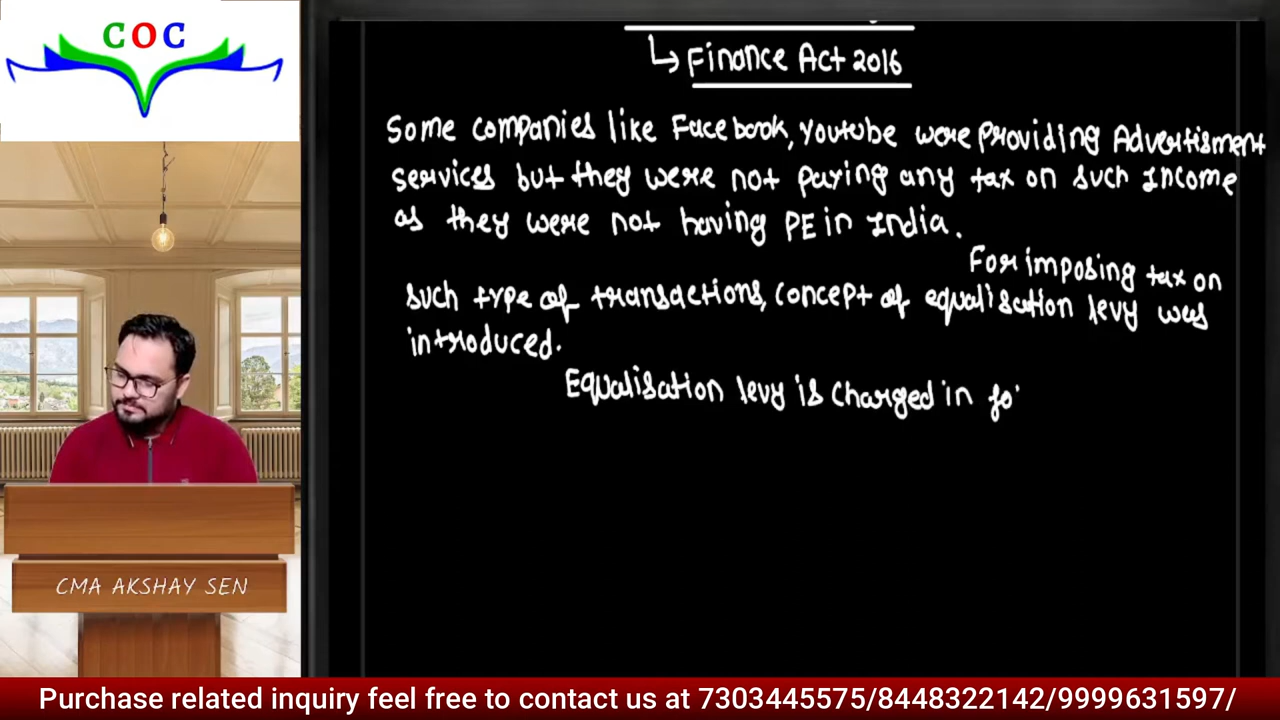 COC
Finance Act 2016
Some companies like Facebook, Youtube were providing Advertisment
services but they were not paying any tax on such Income
as they were not having PE in India.
For imposing tax on
such type of transactions, concept of equalisation levy was
introduced.
Equalisation levy is charged in fo
CMA AKSHAY SEN
Purchase related inquiry feel free to contact us at 7303445575/8448322142/9999631597/